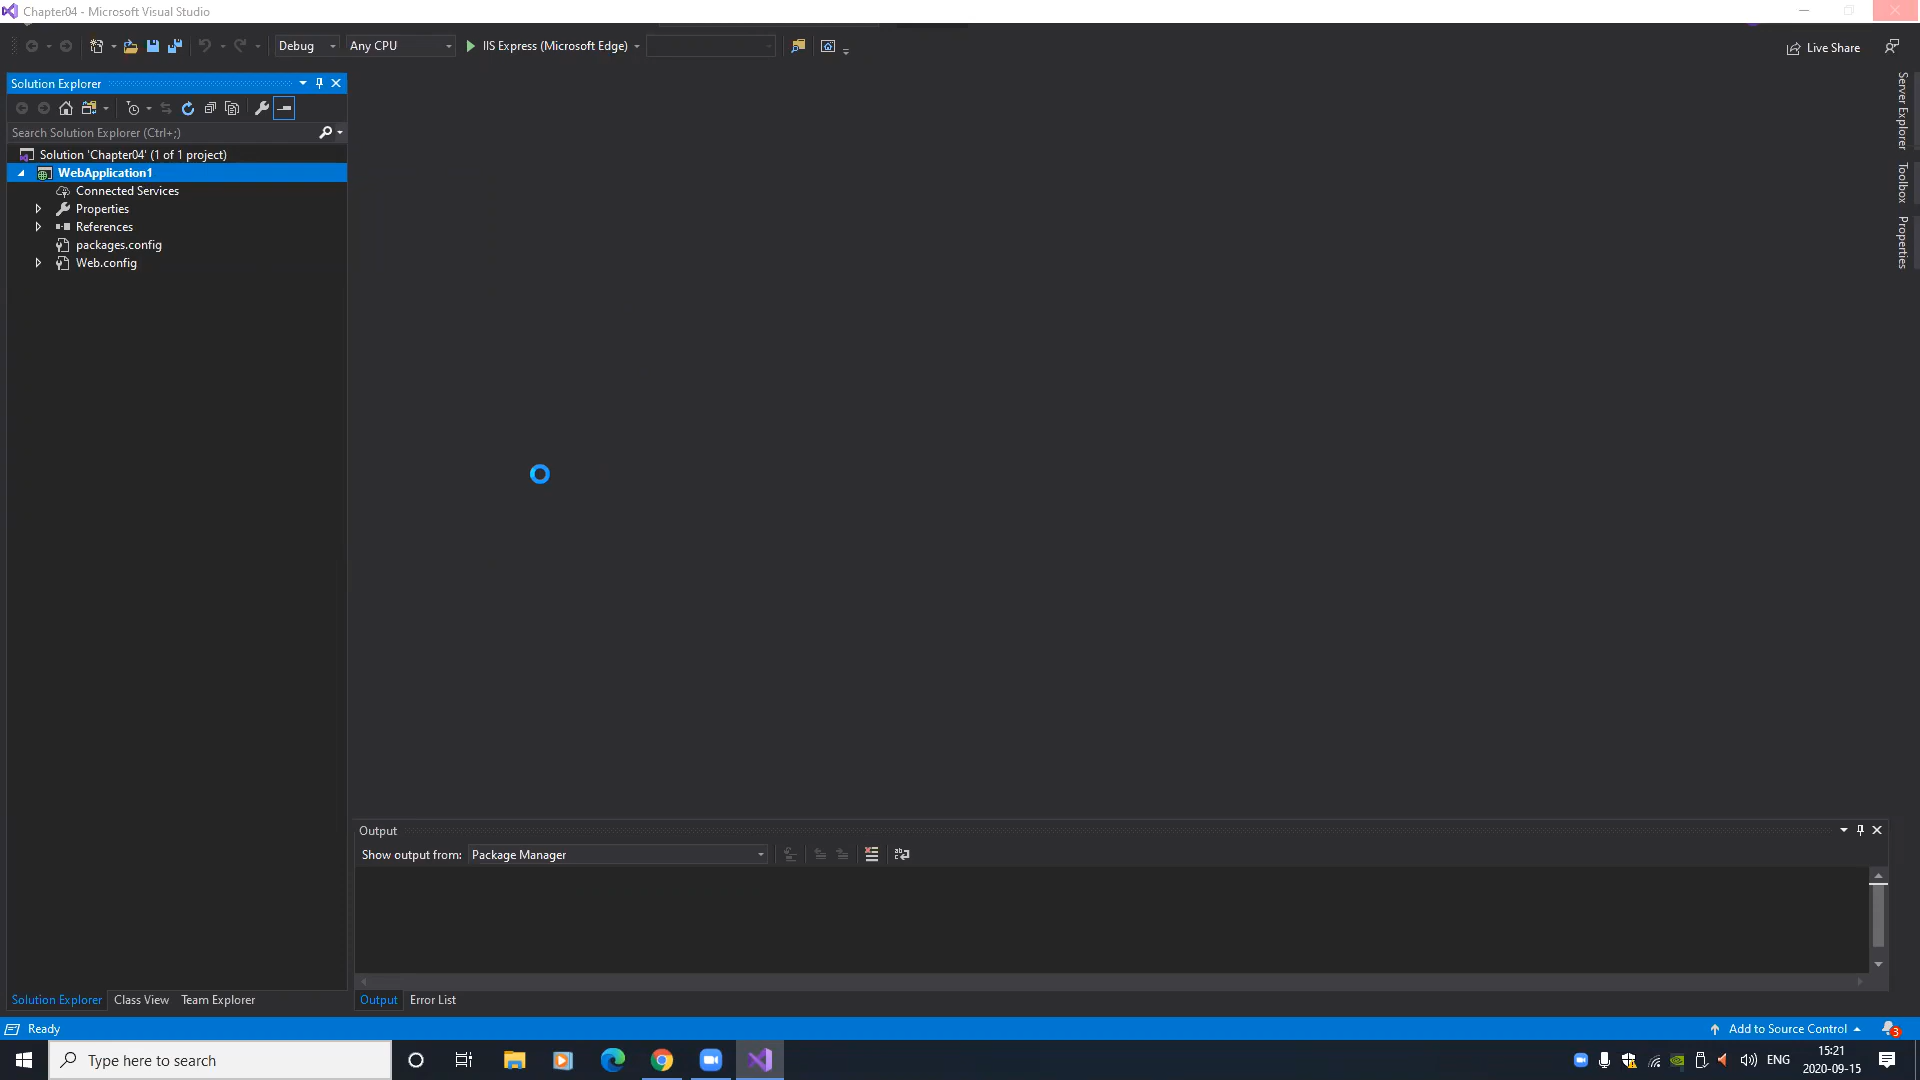 Chapter04 - Microsoft Visual Studio
Debug
Any CPU
IIS Express (Microsoft Edge)
Live Share
Solution Explorer
Search Solution Explorer (Ctrl+;)
Solution 'Chapter04' (1 of 1 project)
WebApplication1
Connected Services
Properties
References
packages.config
Web.config
Server Explorer
Toolbox
Properties
Output
Show output from: Package Manager
Solution Explorer
Class View
Team Explorer
Output
Error List
Ready
Add to Source Control
3
Type here to search
ENG
15:21
2020-09-15